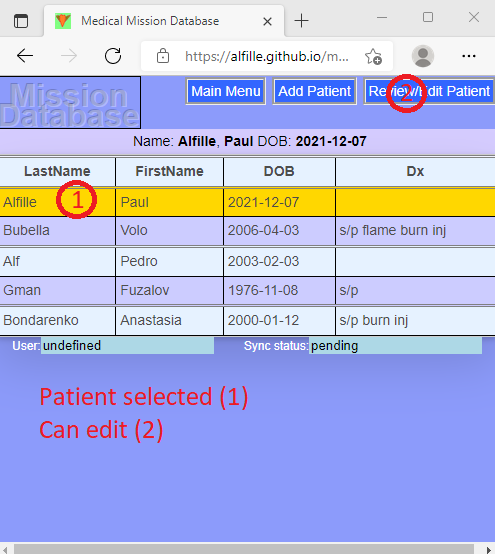 Medical Mission Database
https://alfille.github.io/m...
Mission
Database
Main Menu
Add Patient
Review/Edit Patient
2
Name: Alfille, Paul DOB: 2021-12-07
LastName FirstName DOB Dx
Alfille 1 Paul 2021-12-07
Bubella Volo 2006-04-03 s/p flame burn inj
Alf Pedro 2003-02-03
Gman Fuzalov 1976-11-08 s/p
Bondarenko Anastasia 2000-01-12 s/p burn inj
User: undefined Sync status: pending
Patient selected (1)
Can edit (2)